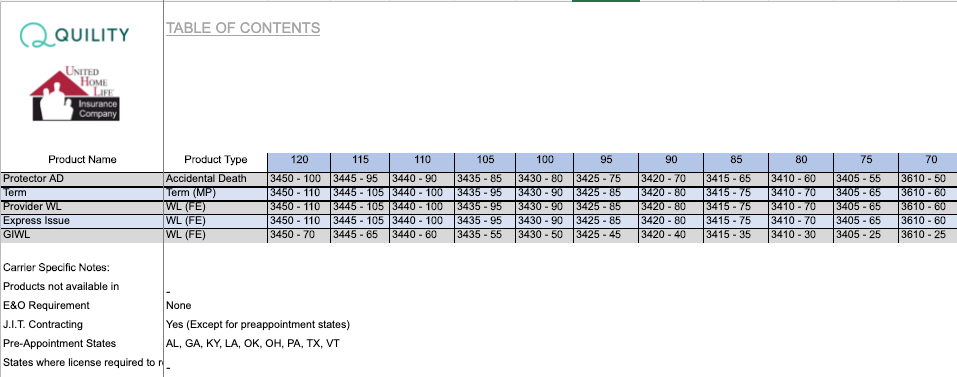 QUILITY
TABLE OF CONTENTS
UNITED
HOME
LIFE
Insurance
Company
Product Name Product Type 120 115 110 105 100 95 90 85 80 75 70
Protector AD Accidental Death 3450 - 100 3445 - 95 3440 - 90 3435 - 85 3430 - 80 3425 - 75 3420 - 70 3415 - 65 3410 - 60 3405 - 55 3610 - 50
Term Term (MP) 3450 - 110 3445 - 105 3440 - 100 3435 - 95 3430 - 90 3425 - 85 3420 - 80 3415 - 75 3410 - 70 3405 - 65 3610 - 60
Provider WL WL (FE) 3450 - 110 3445 - 105 3440 - 100 3435 - 95 3430 - 90 3425 - 85 3420 - 80 3415 - 75 3410 - 70 3405 - 65 3610 - 60
Express Issue WL (FE) 3450 - 110 3445 - 105 3440 - 100 3435 - 95 3430 - 90 3425 - 85 3420 - 80 3415 - 75 3410 - 70 3405 - 65 3610 - 60
GIWL WL (FE) 3450 - 70 3445 - 65 3440 - 60 3435 - 55 3430 - 50 3425 - 45 3420 - 40 3415 - 35 3410 - 30 3405 - 25 3610 - 25
Carrier Specific Notes:
Products not available in -
E&O Requirement None
J.I.T. Contracting Yes (Except for preappointment states)
Pre-Appointment States AL, GA, KY, LA, OK, OH, PA, TX, VT
States where license required to -